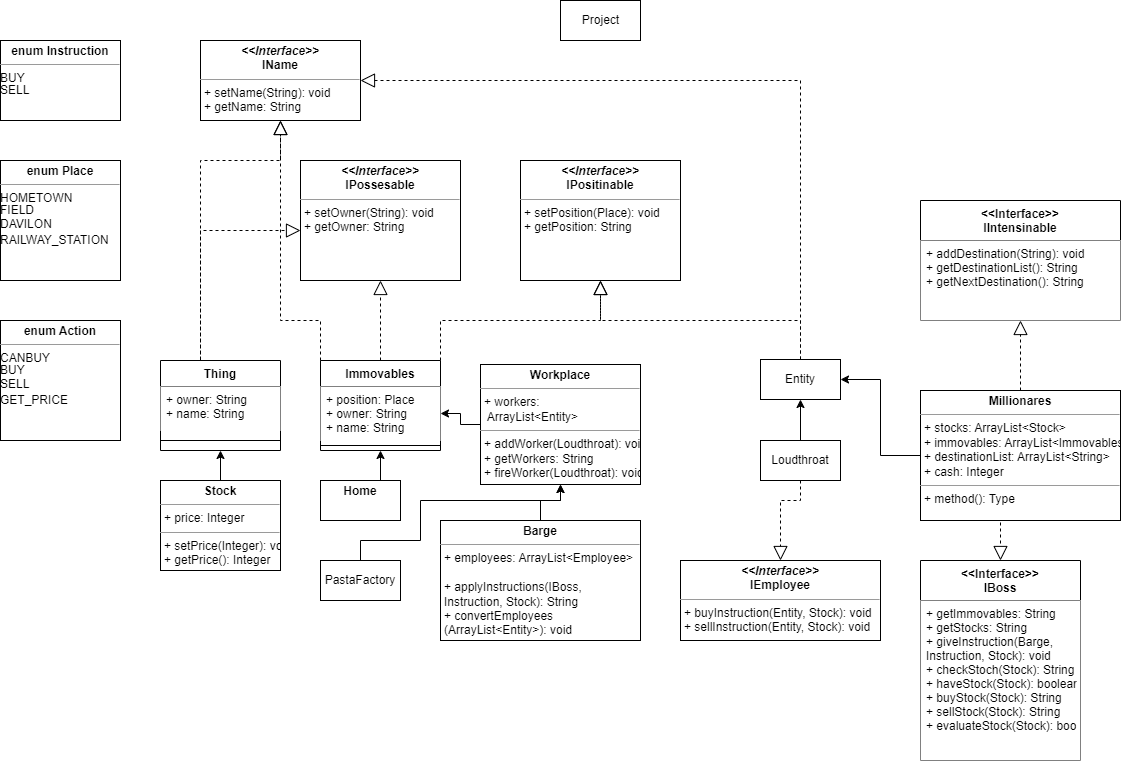 Project
enum Instruction
BUY
SELL
<<Interface>>
IName
+ setName(String): void
+ getName: String
enum Place
HOMETOWN
FIELD
DAVILON
RAILWAY_STATION
<<Interface>>
IPossesable
+ setOwner(String): void
+ getOwner: String
<<Interface>>
IPositinable
+ setPosition(Place): void
+ getPosition: String
<<Interface>>
IIntensinable
+ addDestination(String): void
+ getDestinationList(): String
+ getNextDestination(): String
enum Action
CANBUY
BUY
SELL
GET_PRICE
Thing
+ owner: String
+ name: String
Immovables
+ position: Place
+ owner: String
+ name: String
Workplace
+ workers:
ArrayList<Entity>
+ addWorker(Loudthroat): voi
+ getWorkers: String
+ fireWorker(Loudthroat): voi
Entity
Loudthroat
Millionares
+ stocks: ArrayList<Stock>
+ immovables: ArrayList<Immovables
+ destinationList: ArrayList<String>
+ cash: Integer
+ method(): Type
Stock
+ price: Integer
+ setPrice(Integer): vo
+ getPrice(): Integer
Home
PastaFactory
Barge
+ employees: ArrayList<Employee>
+ applyInstructions(IBoss,
Instruction, Stock): String
+ convertEmployees
(ArrayList<Entity>): void
<<Interface>>
IEmployee
+ buyInstruction(Entity, Stock): void
+ sellInstruction(Entity, Stock): void
<<Interface>>
IBoss
+ getImmovables: String
+ getStocks: String
+ giveInstruction(Barge,
Instruction, Stock): void
+ checkStoch(Stock): String
+ haveStock(Stock): boolear
+ buyStock(Stock): String
+ sellStock(Stock): String
+ evaluateStock(Stock): boo